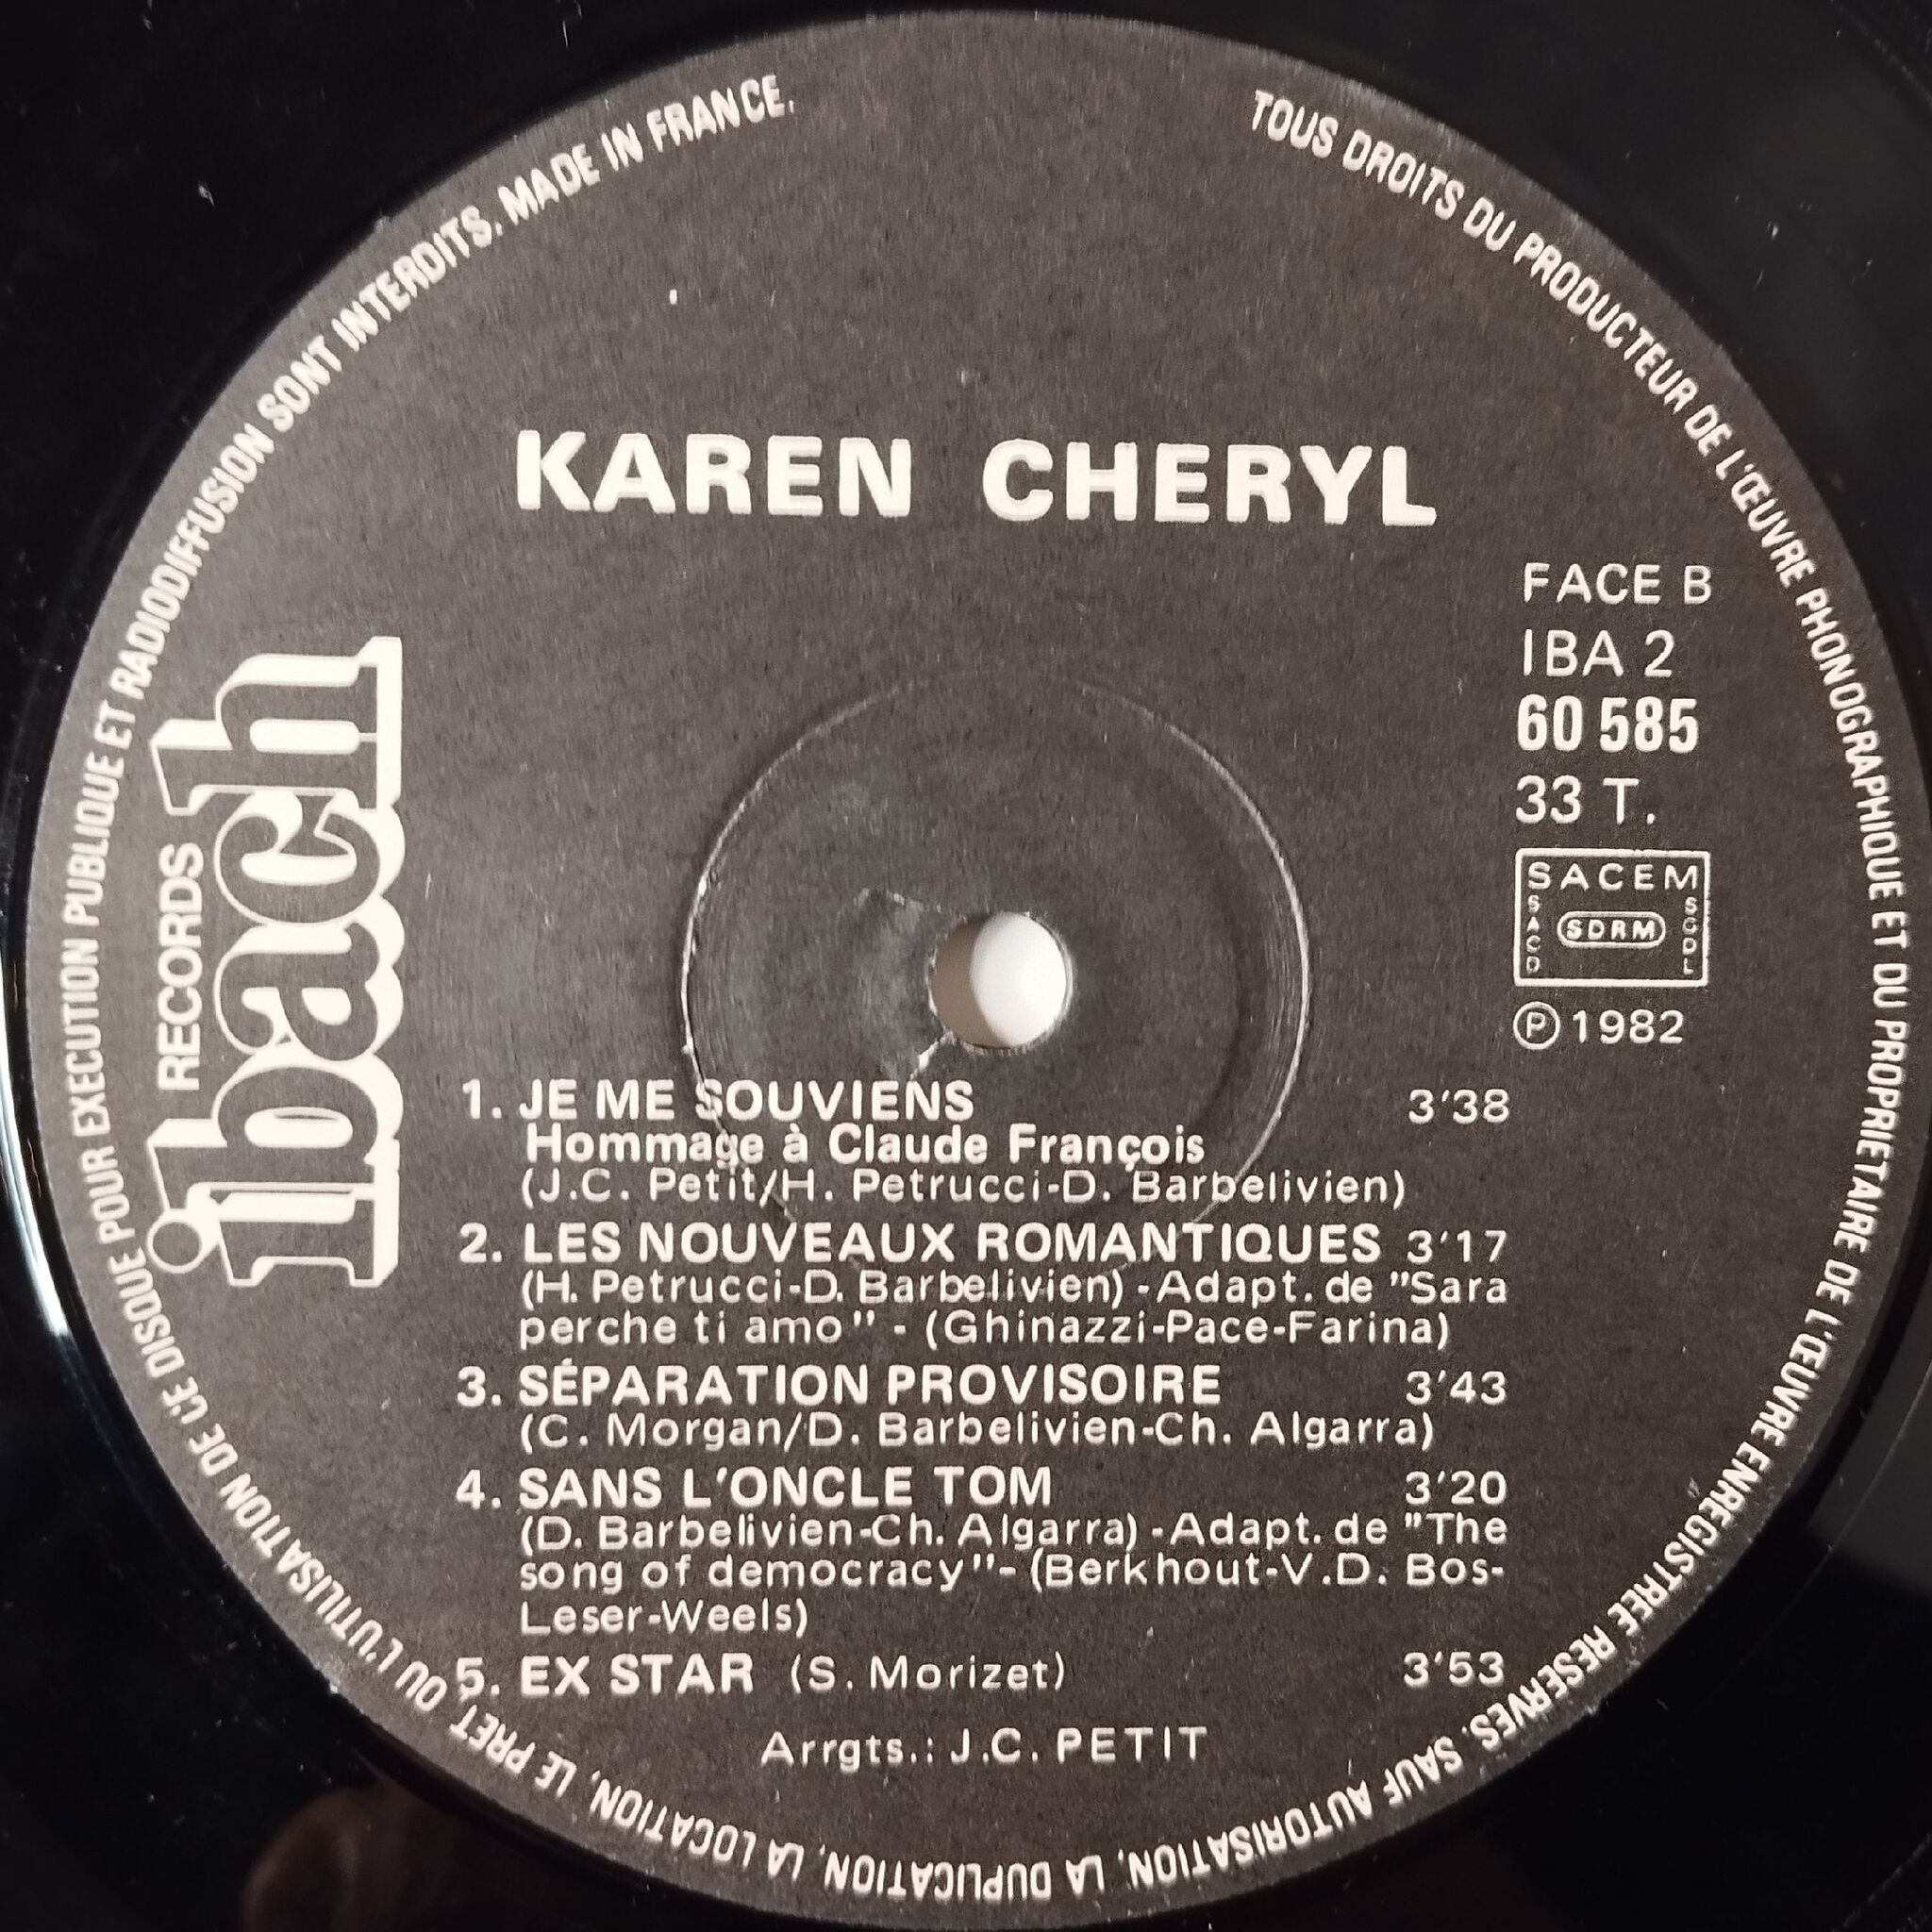 TOUS DROITS DU PRODUCTEUR DE L'ŒUVRE PHONOGRAPHIQUE ET DU PROPRIETAIRE DE L'ŒUVRE ENREGISTREE RESERVES. SAUF AUTORISATION, LA DUPLICATION, LA LOCATION, LE PRET OU L'UTILISATION DE CE DISQUE POUR EXECUTION PUBLIQUE ET RADIODIFFUSION SONT INTERDITS. MADE IN FRANCE.
KAREN CHERYL
ibach
RECORDS
FACE B
IBA 2
60 585
33 T.
SACEM
SACD
SDRM
SGDL
Ⓟ 1982
1. JE ME SOUVIENS 3'38
Hommage à Claude François
(J.C. Petit/H. Petrucci-D. Barbelivien)
2. LES NOUVEAUX ROMANTIQUES 3'17
(H. Petrucci-D. Barbelivien) -Adapt. de "Sara
perche ti amo" - (Ghinazzi-Pace-Farina)
3. SÉPARATION PROVISOIRE 3'43
(C. Morgan/D. Barbelivien-Ch. Algarra)
4. SANS L'ONCLE TOM 3'20
(D. Barbelivien-Ch. Algarra) -Adapt. de "The
song of democracy"- (Berkhout-V.D. Bos-
Leser-Weels)
5. EX STAR (S. Morizet) 3'53
Arrgts.: J.C. PETIT